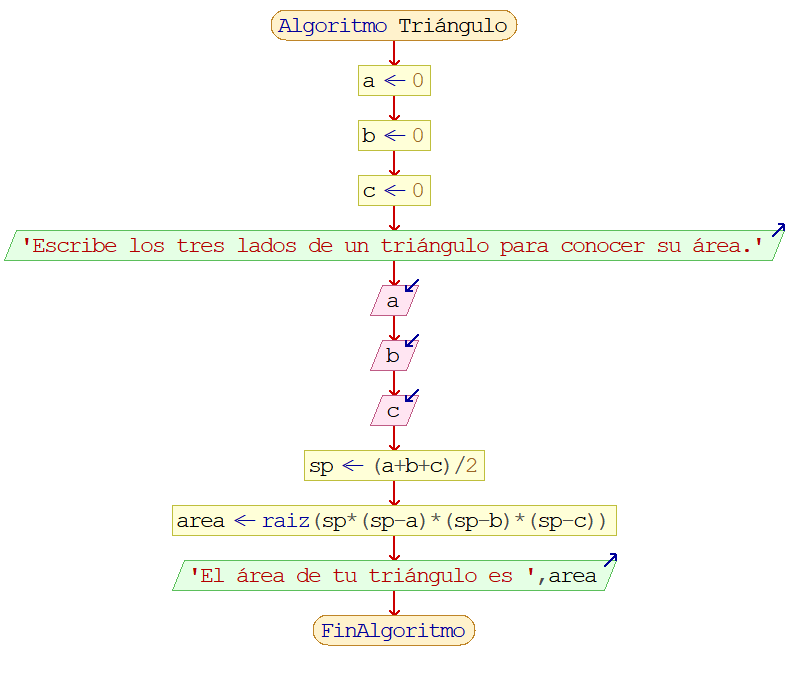 Algoritmo Triángulo
a ← 0
b ← 0
c ← 0
'Escribe los tres lados de un triángulo para conocer su área.'
a
b
c
sp ← (a+b+c)/2
area ← raiz(sp*(sp-a)*(sp-b)*(sp-c))
'El área de tu triángulo es ',area
FinAlgoritmo